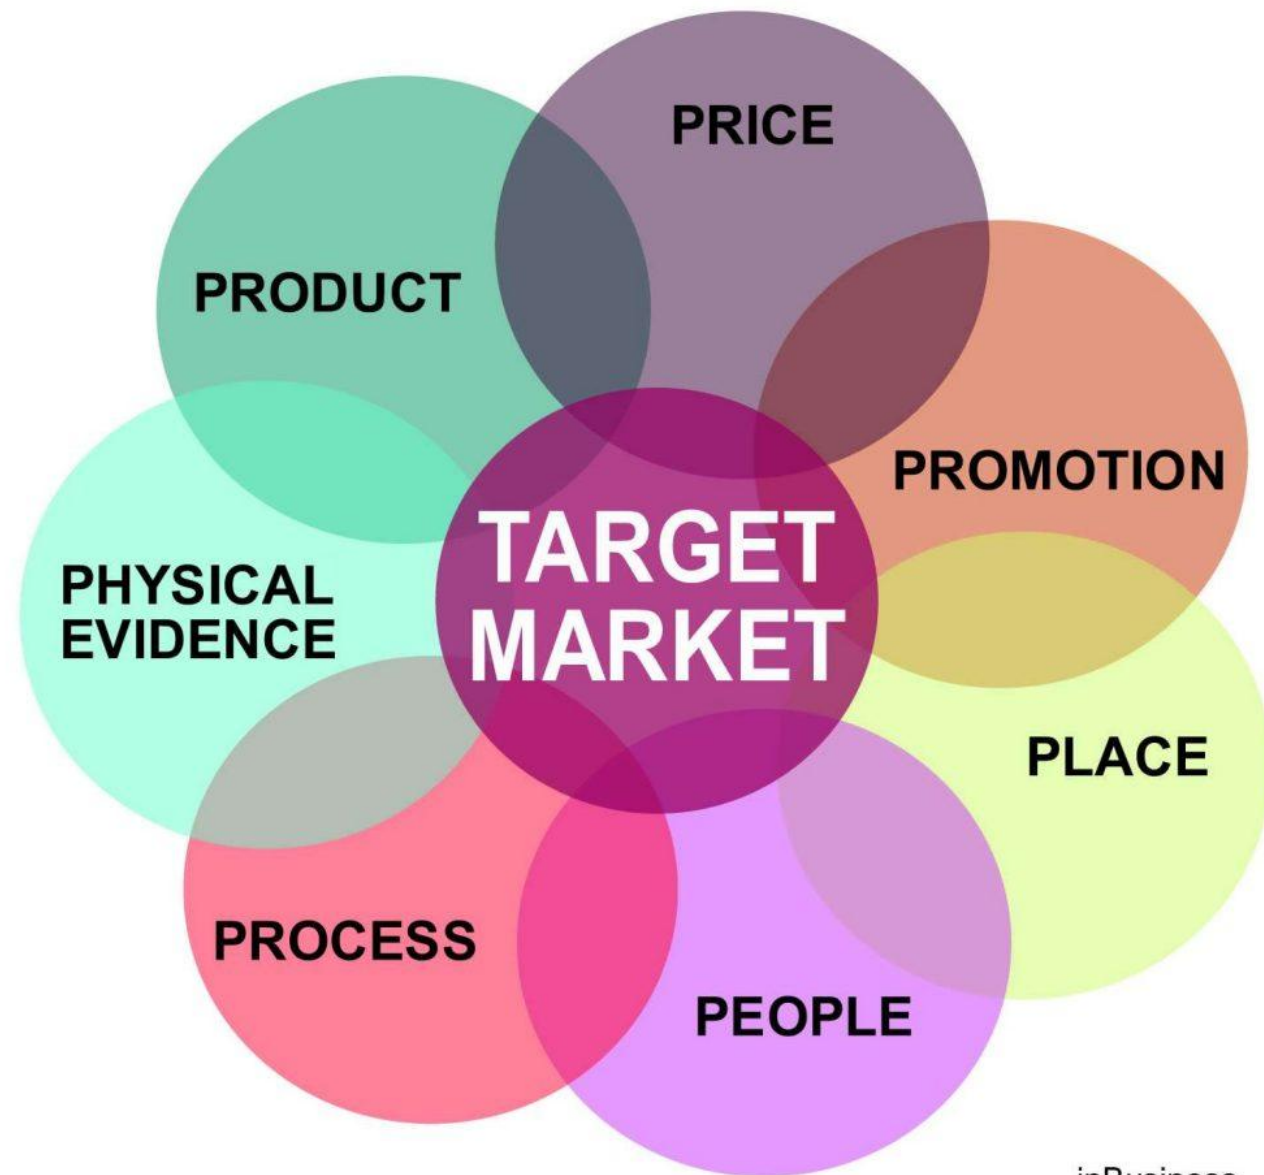 PRICE
PRODUCT
PROMOTION
TARGET
MARKET
PHYSICAL
EVIDENCE
PLACE
PROCESS
PEOPLE